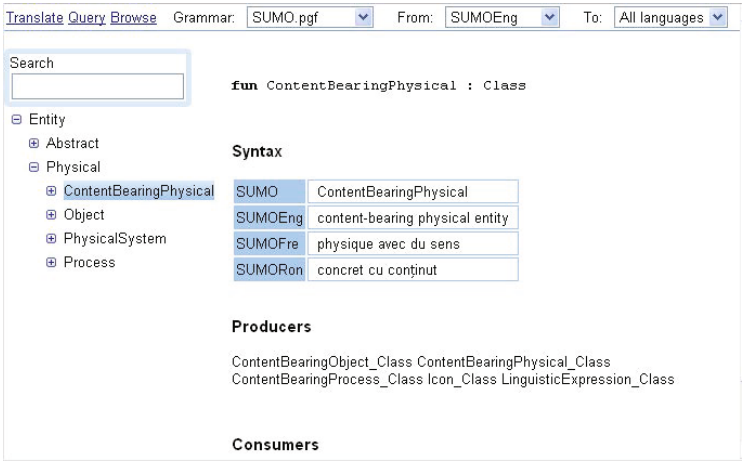 Translate Query Browse Grammar: SUMO.pgf From: SUMOEng To: All languages
Search
Entity
Abstract
Physical
ContentBearingPhysical
Object
PhysicalSystem
Process
fun ContentBearingPhysical : Class
Syntax
SUMO ContentBearingPhysical
SUMOEng content-bearing physical entity
SUMOFre physique avec du sens
SUMORon concret cu conținut
Producers
ContentBearingObject_Class ContentBearingPhysical_Class
ContentBearingProcess_Class Icon_Class LinguisticExpression_Class
Consumers